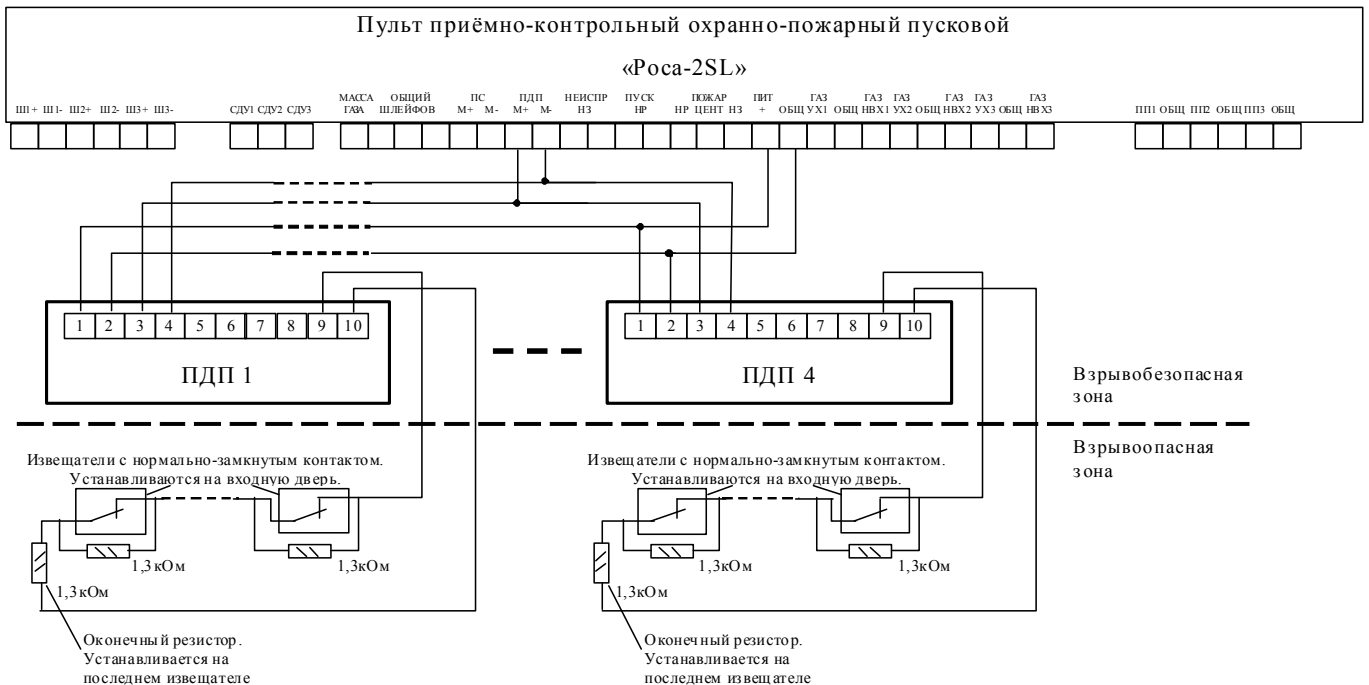 Пульт приёмно-контрольный охранно-пожарный пусковой
«Роса-2SL»
Ш1+ Ш1- Ш2+ Ш2- Ш3+ Ш3-
СДУ1 СДУ2 СДУ3
МАССА ГАЗА
ОБЩИЙ ШЛЕЙФОВ
ПС М+ М-
ПДП М+ М-
НЕИСПР НЗ
ПУСК НР
ПОЖАР НР ЦЕНТ НЗ
ПИТ +
ОБЩ
ГАЗ УХ1
ОБЩ
ГАЗ НВХ1
ГАЗ УХ2
ОБЩ
ГАЗ НВХ2
ГАЗ УХ3
ОБЩ
ГАЗ НВХ3
ПП1 ОБЩ ПП2 ОБЩ ПП3 ОБЩ
1 2 3 4 5 6 7 8 9 10
ПДП 1
1 2 3 4 5 6 7 8 9 10
ПДП 4
Взрывобезопасная
зона
Взрывоопасная
зона
Извещатели с нормально-замкнутым контактом.
Устанавливаются на входную дверь.
1,3кОм
1,3кОм
1,3кОм
Оконечный резистор.
Устанавливается на
последнем извещателе
Извещатели с нормально-замкнутым контактом.
Устанавливаются на входную дверь.
1,3кОм
1,3кОм
1,3кОм
Оконечный резистор.
Устанавливается на
последнем извещателе